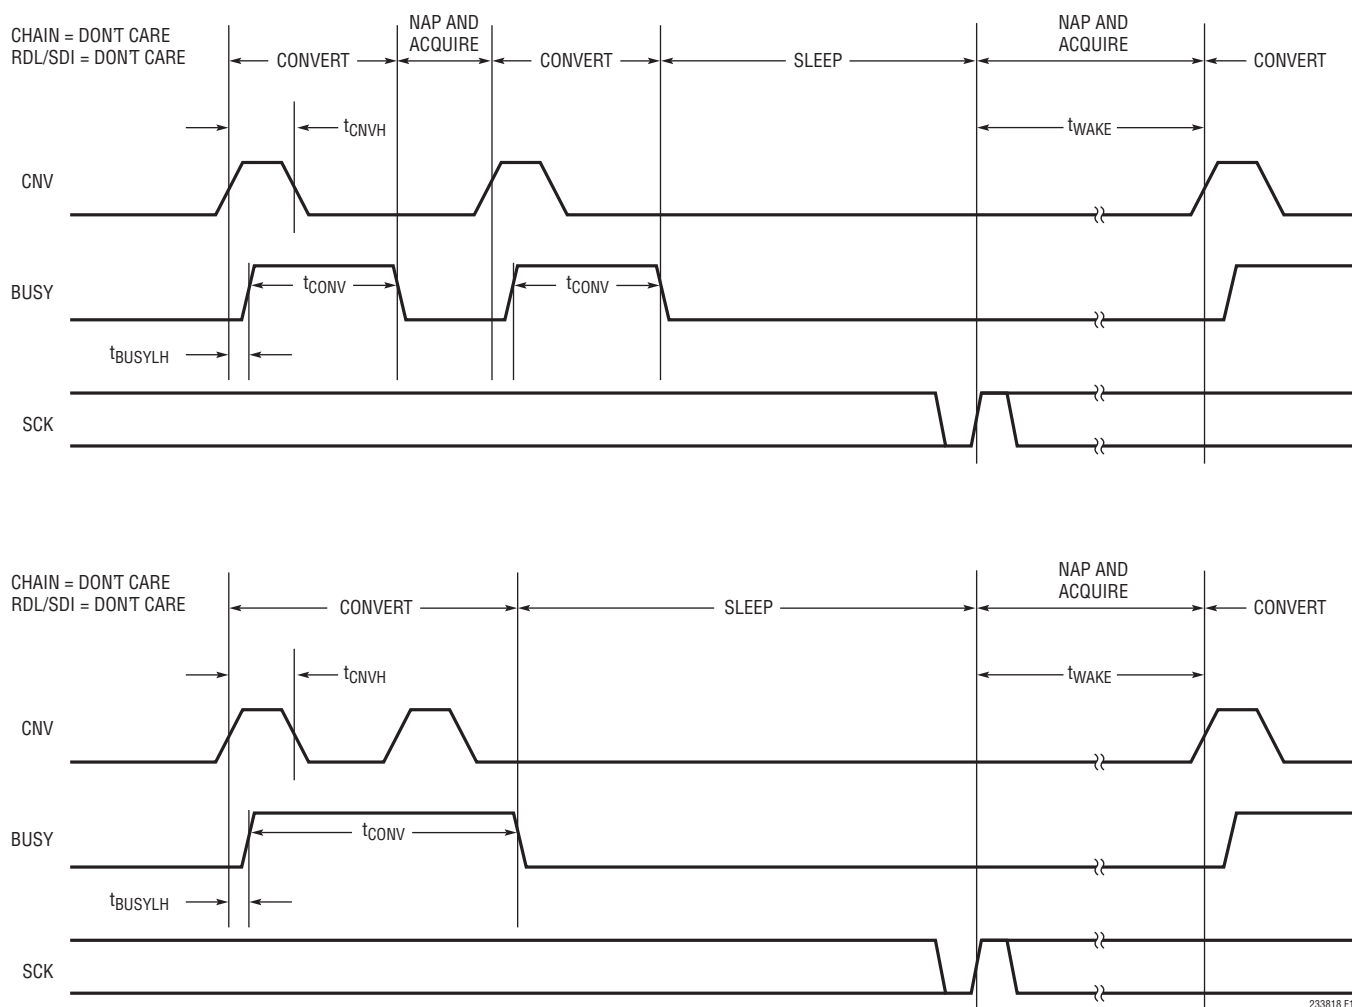 CHAIN = DON'T CARE
RDL/SDI = DON'T CARE
CONVERT
NAP AND
ACQUIRE
CONVERT
SLEEP
NAP AND
ACQUIRE
CONVERT
tCNVH
tWAKE
CNV
BUSY
tCONV
tCONV
tBUSYLH
SCK
CHAIN = DON'T CARE
RDL/SDI = DON'T CARE
CONVERT
SLEEP
NAP AND
ACQUIRE
CONVERT
tCNVH
tWAKE
CNV
BUSY
tCONV
tBUSYLH
SCK